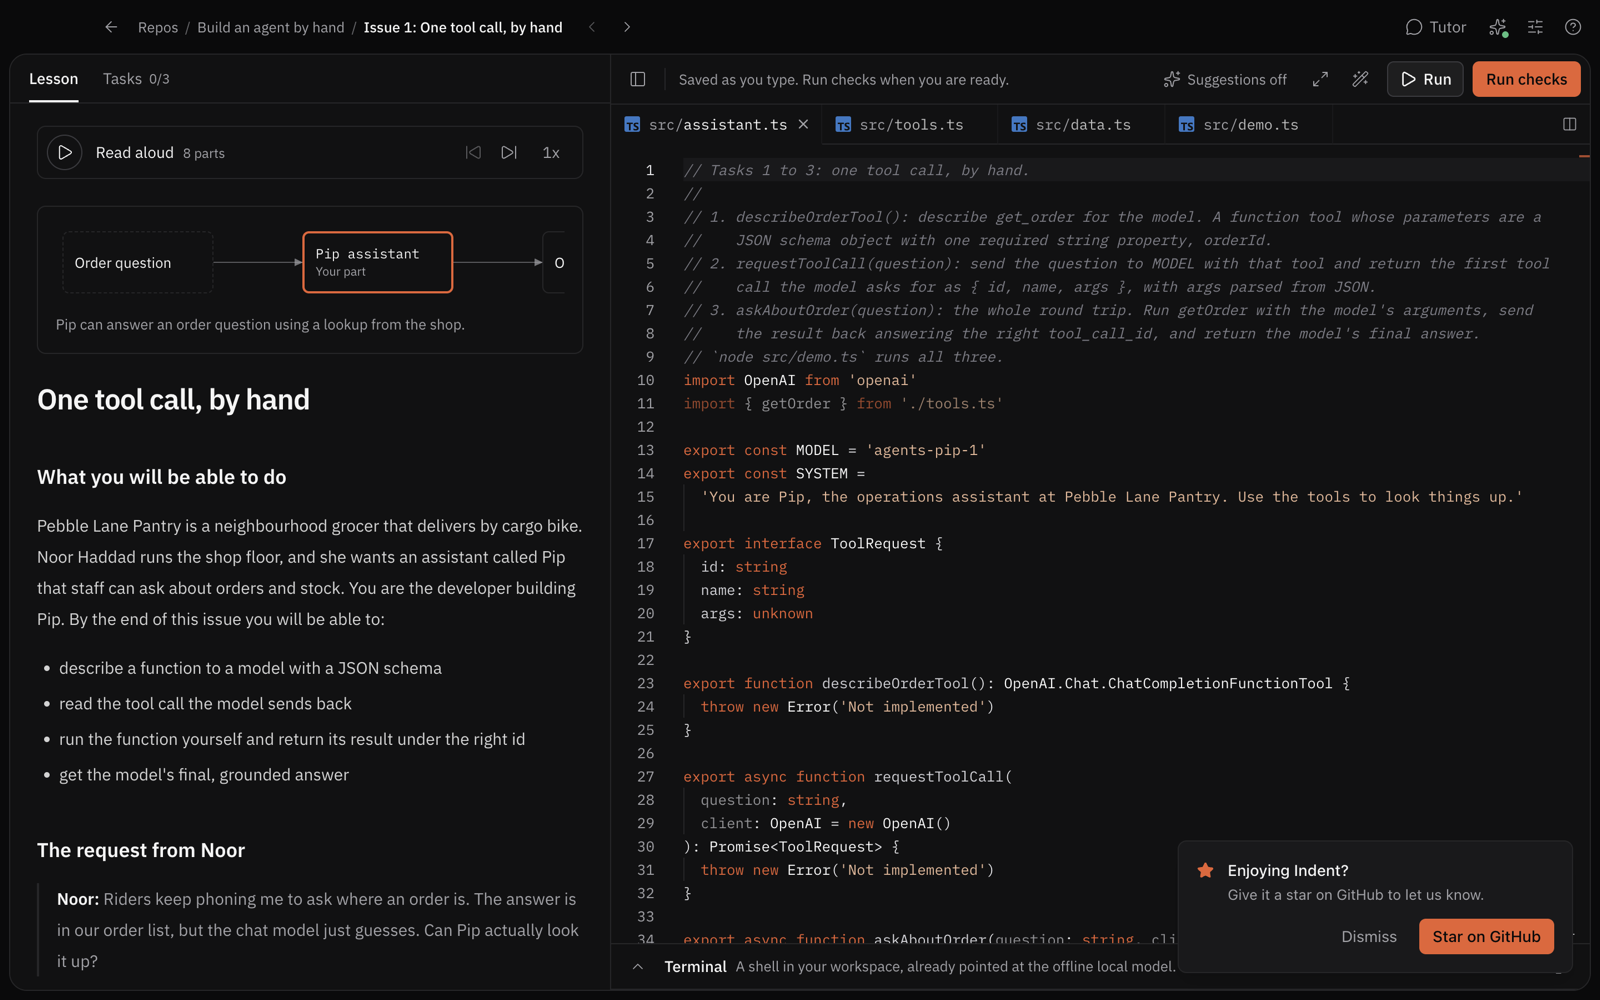 Repos / Build an agent by hand / Issue 1: One tool call, by hand
Tutor
Lesson
Tasks 0/3
Read aloud 8 parts
1x
Order question
Pip assistant
Your part
O
Pip can answer an order question using a lookup from the shop.
One tool call, by hand
What you will be able to do
Pebble Lane Pantry is a neighbourhood grocer that delivers by cargo bike.
Noor Haddad runs the shop floor, and she wants an assistant called Pip
that staff can ask about orders and stock. You are the developer building
Pip. By the end of this issue you will be able to:
• describe a function to a model with a JSON schema
• read the tool call the model sends back
• run the function yourself and return its result under the right id
• get the model's final, grounded answer
The request from Noor
Noor: Riders keep phoning me to ask where an order is. The answer is
in our order list, but the chat model just guesses. Can Pip actually look
it up?
Saved as you type. Run checks when you are ready.
Suggestions off
Run
Run checks
TS src/assistant.ts
TS src/tools.ts
TS src/data.ts
TS src/demo.ts
1 // Tasks 1 to 3: one tool call, by hand.
2 //
3 // 1. describeOrderTool(): describe get_order for the model. A function tool whose parameters are a
4 //    JSON schema object with one required string property, orderId.
5 // 2. requestToolCall(question): send the question to MODEL with that tool and return the first tool
6 //    call the model asks for as { id, name, args }, with args parsed from JSON.
7 // 3. askAboutOrder(question): the whole round trip. Run getOrder with the model's arguments, send
8 //    the result back answering the right tool_call_id, and return the model's final answer.
9 // `node src/demo.ts` runs all three.
10 import OpenAI from 'openai'
11 import { getOrder } from './tools.ts'
12
13 export const MODEL = 'agents-pip-1'
14 export const SYSTEM =
15   'You are Pip, the operations assistant at Pebble Lane Pantry. Use the tools to look things up.'
16
17 export interface ToolRequest {
18   id: string
19   name: string
20   args: unknown
21 }
22
23 export function describeOrderTool(): OpenAI.Chat.ChatCompletionFunctionTool {
24   throw new Error('Not implemented')
25 }
26
27 export async function requestToolCall(
28   question: string,
29   client: OpenAI = new OpenAI()
30 ): Promise<ToolRequest> {
31   throw new Error('Not implemented')
32 }
33
34 export async function askAboutOrder(question: string, cli
Enjoying Indent?
Give it a star on GitHub to let us know.
Dismiss
Star on GitHub
Terminal A shell in your workspace, already pointed at the offline local model.